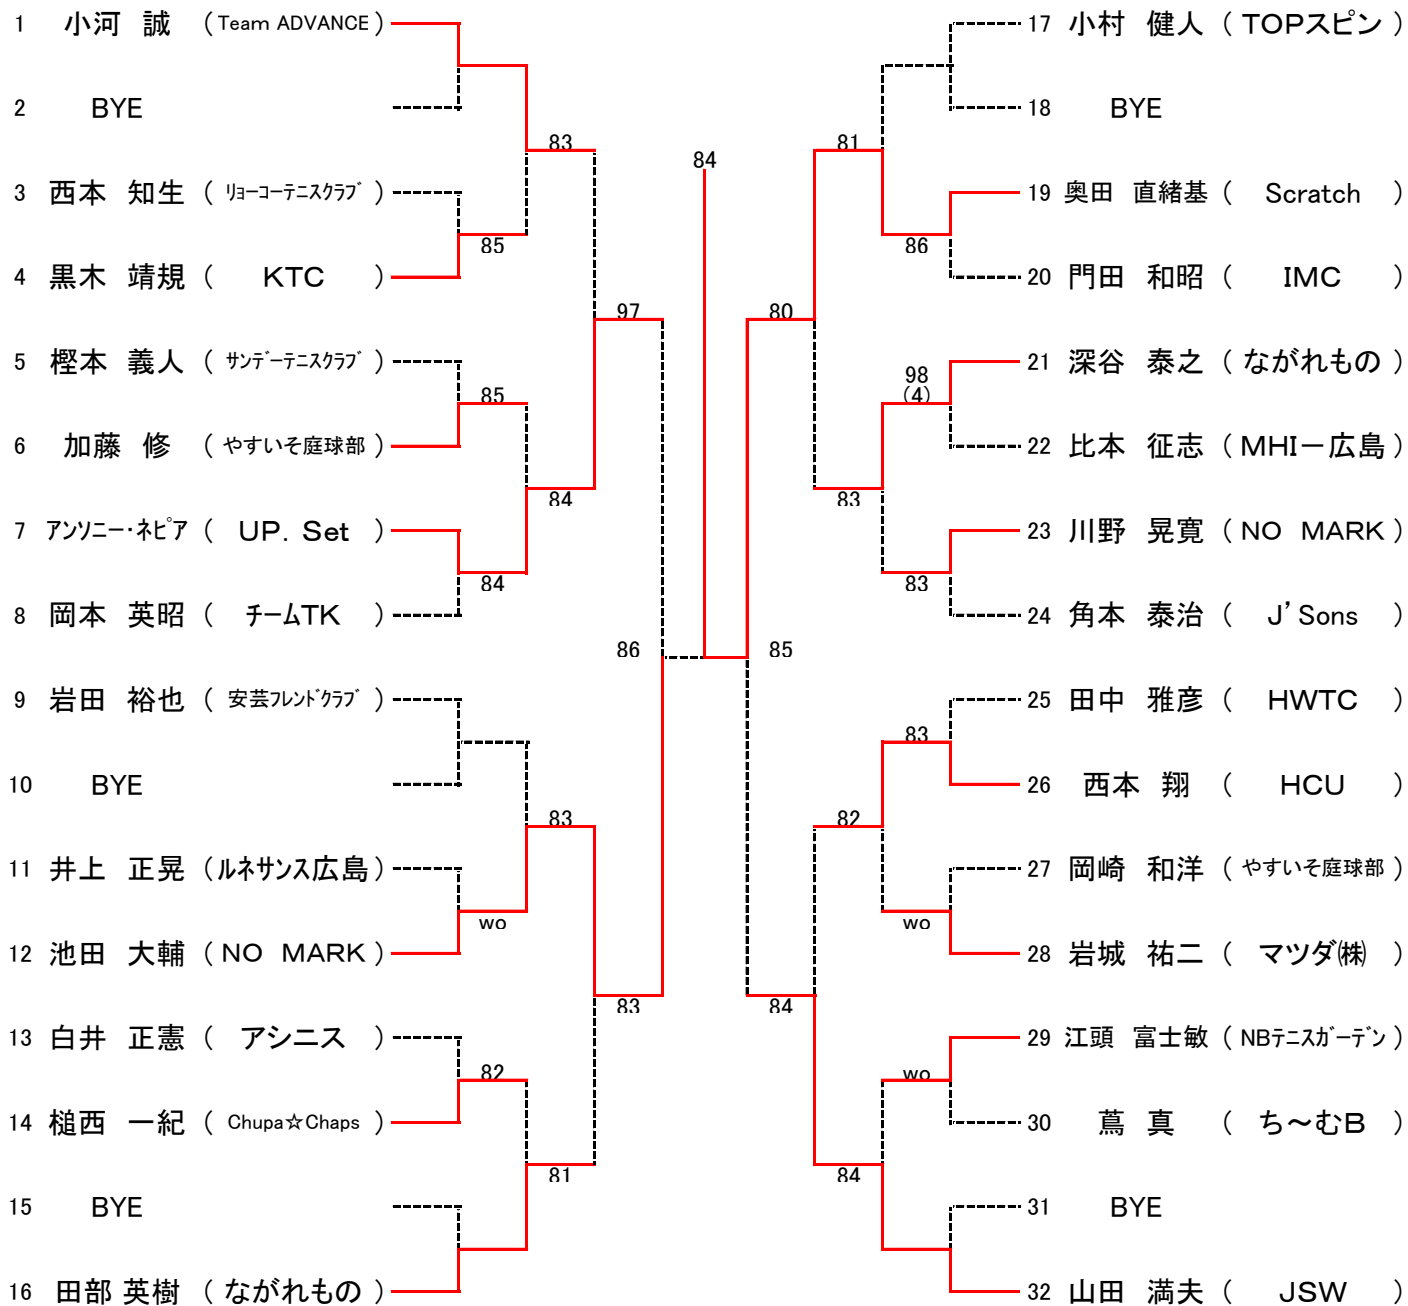 1 小河 誠 （Team ADVANCE）
2 BYE
83
3 西本 知生 （ﾘｮｰｺｰﾃﾆｽｸﾗﾌﾞ）
85
4 黒木 靖規 （ KTC ）
97
5 樫本 義人 （ｻﾝﾃﾞｰﾃﾆｽｸﾗﾌﾞ）
85
6 加藤 修 （やすいそ庭球部）
84
7 ｱﾝｿﾆｰ・ﾈﾋﾟｱ （ UP．Set ）
84
8 岡本 英昭 （ ﾁｰﾑTK ）
86
9 岩田 裕也 （安芸ﾌﾚﾝﾄﾞｸﾗﾌﾞ）
10 BYE
83
11 井上 正晃 （ﾙﾈｻﾝｽ広島）
wo
12 池田 大輔 （NO MARK）
83
13 白井 正憲 （ アシニス ）
82
14 槌西 一紀 （Chupa☆Chaps）
81
15 BYE
16 田部 英樹 （ながれもの）
84
17 小村 健人 （TOPスピン）
18 BYE
81
19 奥田 直緒基 （ Scratch ）
86
20 門田 和昭 （ IMC ）
80
21 深谷 泰之 （ながれもの）
98
(4)
22 比本 征志 （MHI－広島）
83
23 川野 晃寛 （NO MARK）
83
24 角本 泰治 （ J’Sons ）
85
25 田中 雅彦 （ HWTC ）
83
26 西本 翔 （ HCU ）
82
27 岡崎 和洋 （やすいそ庭球部）
wo
28 岩城 祐二 （ マツダ㈱ ）
84
29 江頭 富士敏 （NBﾃﾆｽｶﾞｰﾃﾞﾝ）
wo
30 蔦 真 （ ち～むB ）
84
31 BYE
32 山田 満夫 （ JSW ）